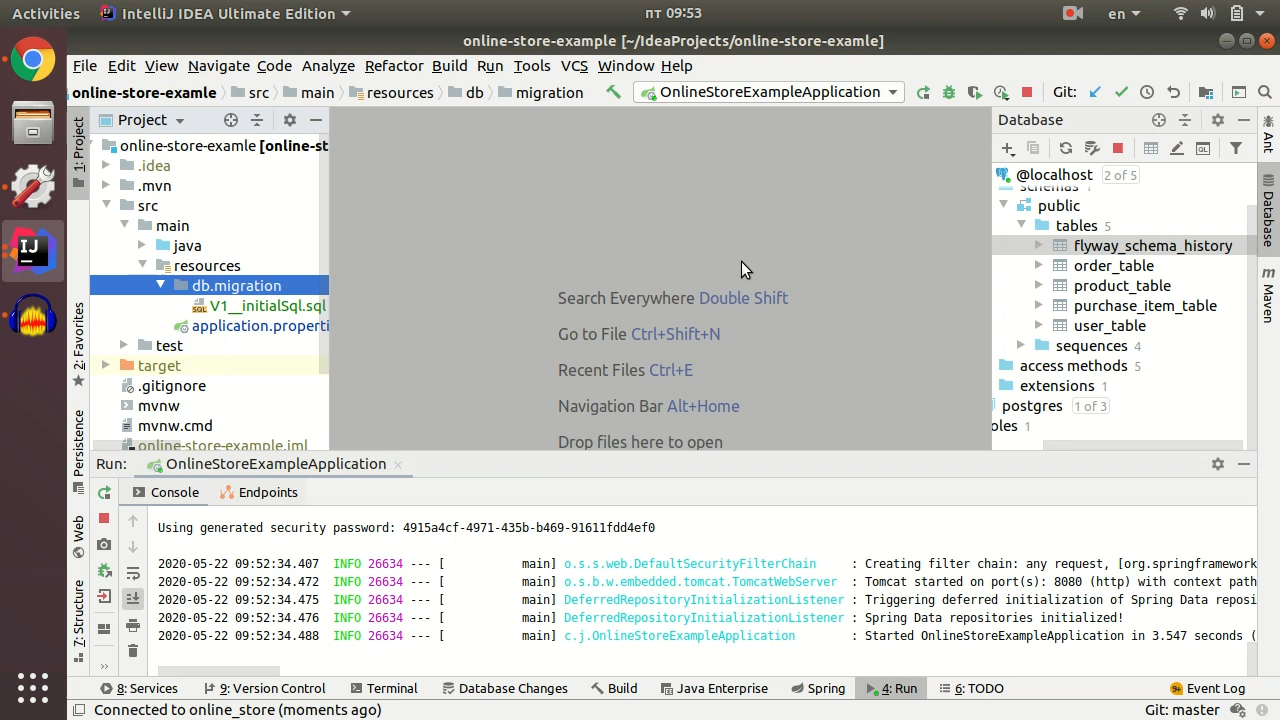 Activities
IntelliJ IDEA Ultimate Edition
пт 09:53
en
online-store-example [~/IdeaProjects/online-store-examle]
File Edit View Navigate Code Analyze Refactor Build Run Tools VCS Window Help
online-store-examle
src
main
resources
db
migration
OnlineStoreExampleApplication
Git:
1: Project
2: Favorites
Persistence
Web
7: Structure
Project
online-store-examle [online-st
.idea
.mvn
src
main
java
resources
db.migration
V1__initialSql.sql
application.properti
test
target
.gitignore
mvnw
mvnw.cmd
online-store-example.iml
Search Everywhere Double Shift
Go to File Ctrl+Shift+N
Recent Files Ctrl+E
Navigation Bar Alt+Home
Drop files here to open
Database
@localhost 2 of 5
schemas 1
public
tables 5
flyway_schema_history
order_table
product_table
purchase_item_table
user_table
sequences 4
access methods 5
extensions 1
postgres 1 of 3
oles 1
Ant
Database
m Maven
Run: OnlineStoreExampleApplication
Console
Endpoints
Using generated security password: 4915a4cf-4971-435b-b469-91611fdd4ef0
2020-05-22 09:52:34.407 INFO 26634 --- [ main] o.s.s.web.DefaultSecurityFilterChain : Creating filter chain: any request, [org.springframework
2020-05-22 09:52:34.472 INFO 26634 --- [ main] o.s.b.w.embedded.tomcat.TomcatWebServer : Tomcat started on port(s): 8080 (http) with context path
2020-05-22 09:52:34.475 INFO 26634 --- [ main] DeferredRepositoryInitializationListener : Triggering deferred initialization of Spring Data reposi
2020-05-22 09:52:34.476 INFO 26634 --- [ main] DeferredRepositoryInitializationListener : Spring Data repositories initialized!
2020-05-22 09:52:34.488 INFO 26634 --- [ main] c.j.OnlineStoreExampleApplication : Started OnlineStoreExampleApplication in 3.547 seconds (
8: Services
9: Version Control
Terminal
Database Changes
Build
Java Enterprise
Spring
4: Run
6: TODO
9+ Event Log
Connected to online_store (moments ago)
Git: master